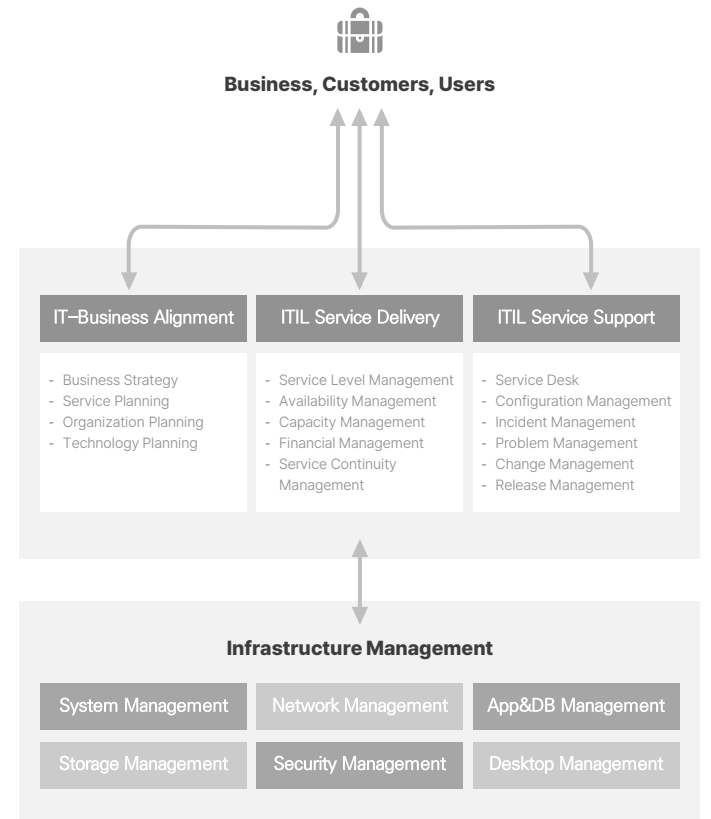 Business, Customers, Users
IT-Business Alignment
ITIL Service Delivery
ITIL Service Support
- Business Strategy
- Service Planning
- Organization Planning
- Technology Planning
- Service Level Management
- Availability Management
- Capacity Management
- Financial Management
- Service Continuity
Management
- Service Desk
- Configuration Management
- Incident Management
- Problem Management
- Change Management
- Release Management
Infrastructure Management
System Management
Network Management
App&DB Management
Storage Management
Security Management
Desktop Management